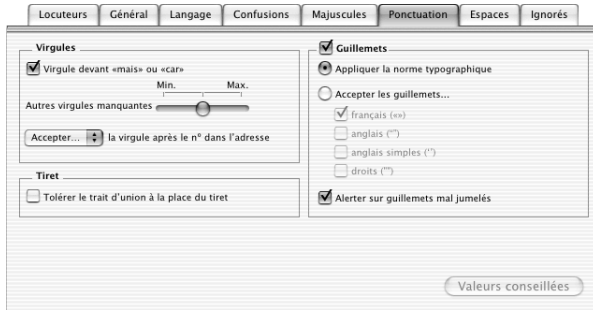 Locuteurs Général Langage Confusions Majuscules Ponctuation Espaces Ignorés
Virgules
Virgule devant «mais» ou «car»
Min. Max.
Autres virgules manquantes
Accepter... la virgule après le n° dans l'adresse
Tiret
Tolérer le trait d'union à la place du tiret
Guillemets
Appliquer la norme typographique
Accepter les guillemets...
français («»)
anglais (“”)
anglais simples (‘’)
droits ("")
Alerter sur guillemets mal jumelés
Valeurs conseillées